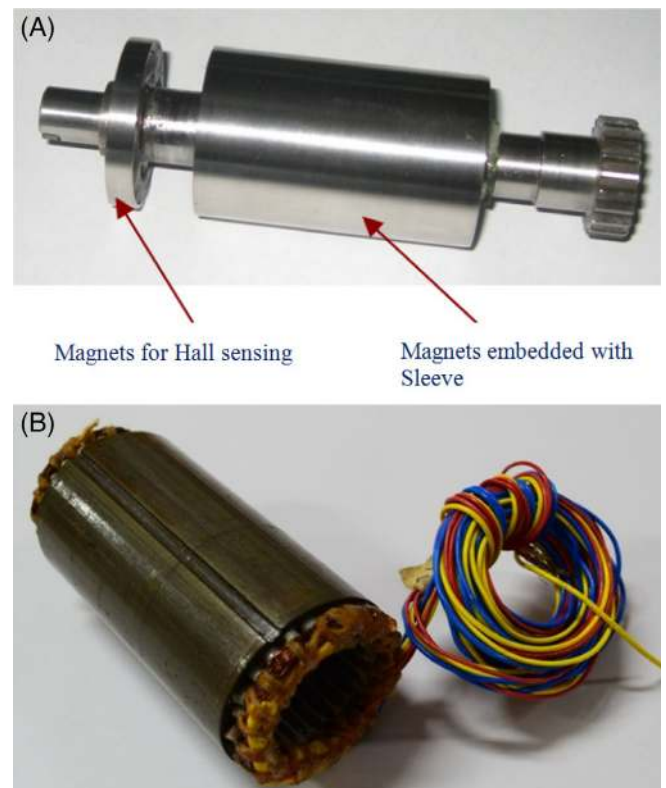 (A)
Magnets for Hall sensing
Magnets embedded with
Sleeve
(B)